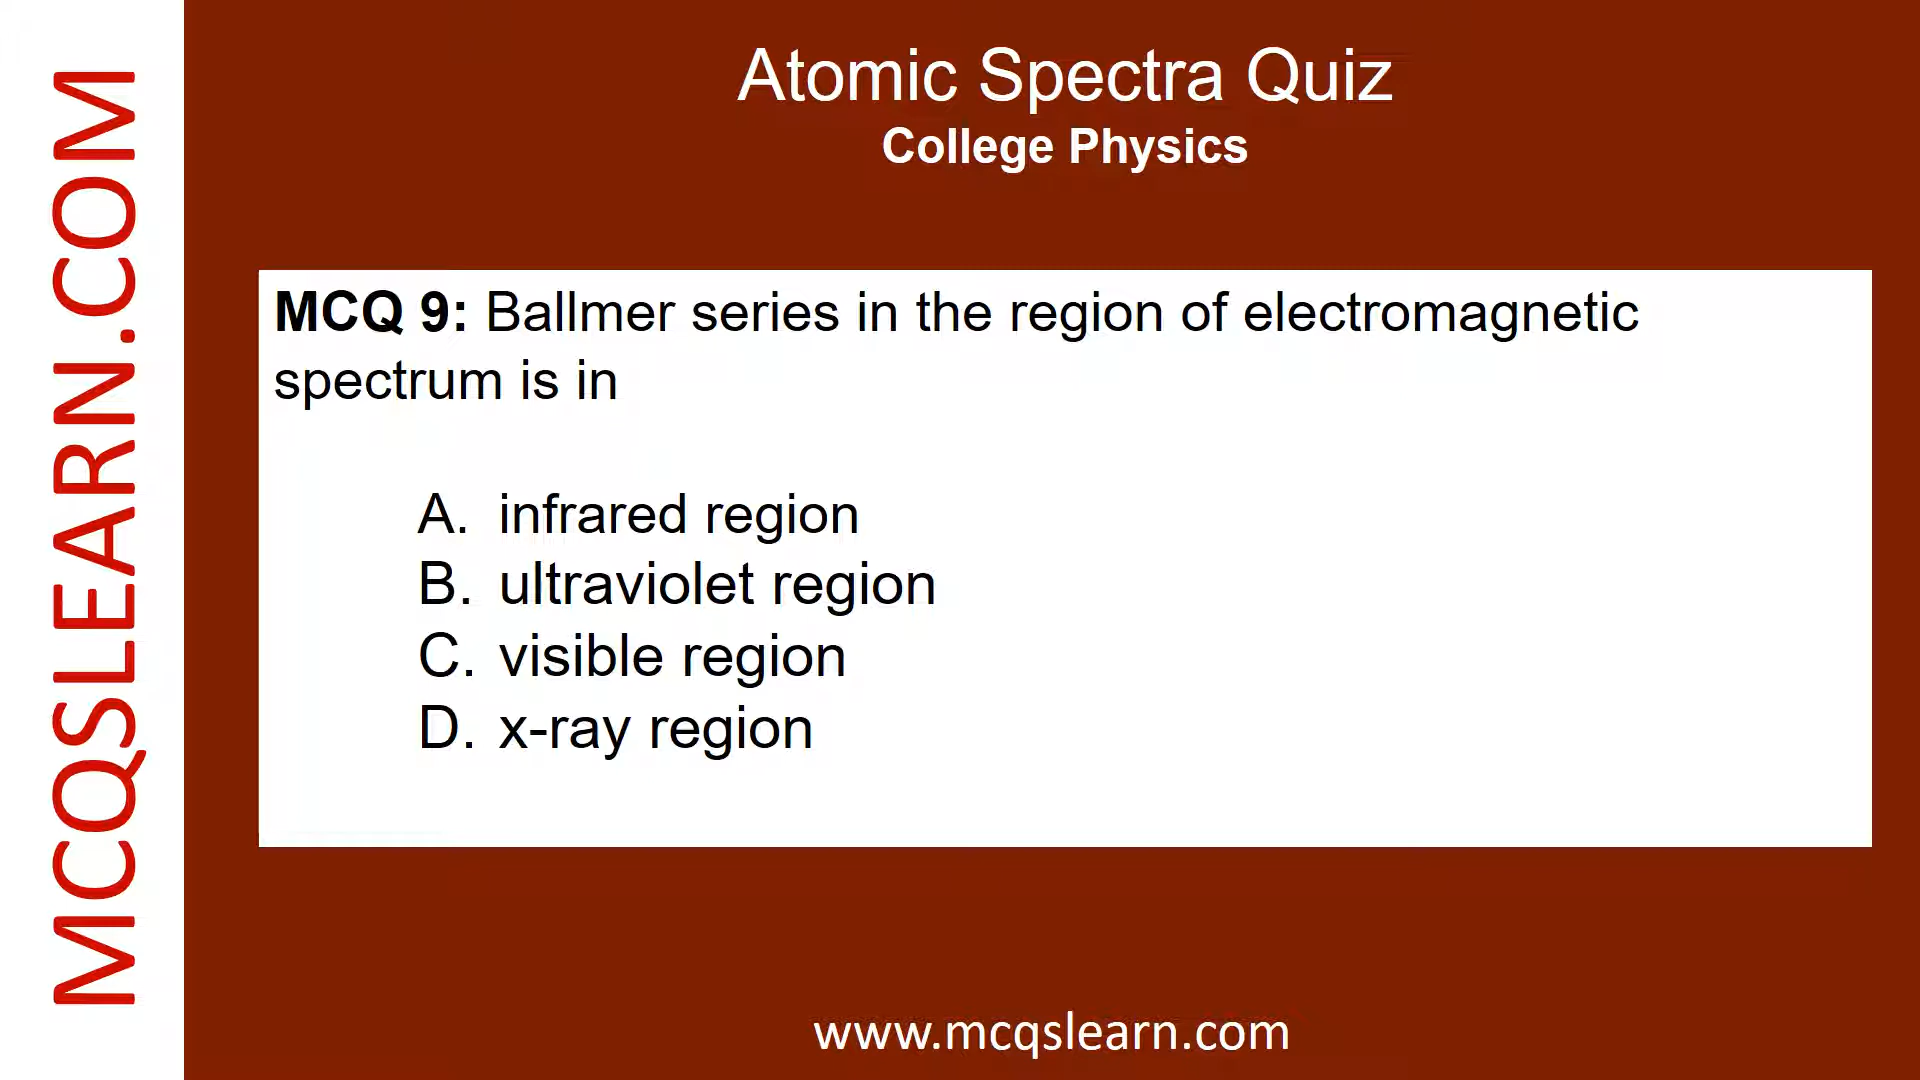 MCQSLEARN.COM
Atomic Spectra Quiz
College Physics
MCQ 9: Ballmer series in the region of electromagnetic
spectrum is in
A. infrared region
B. ultraviolet region
C. visible region
D. x-ray region
www.mcqslearn.com